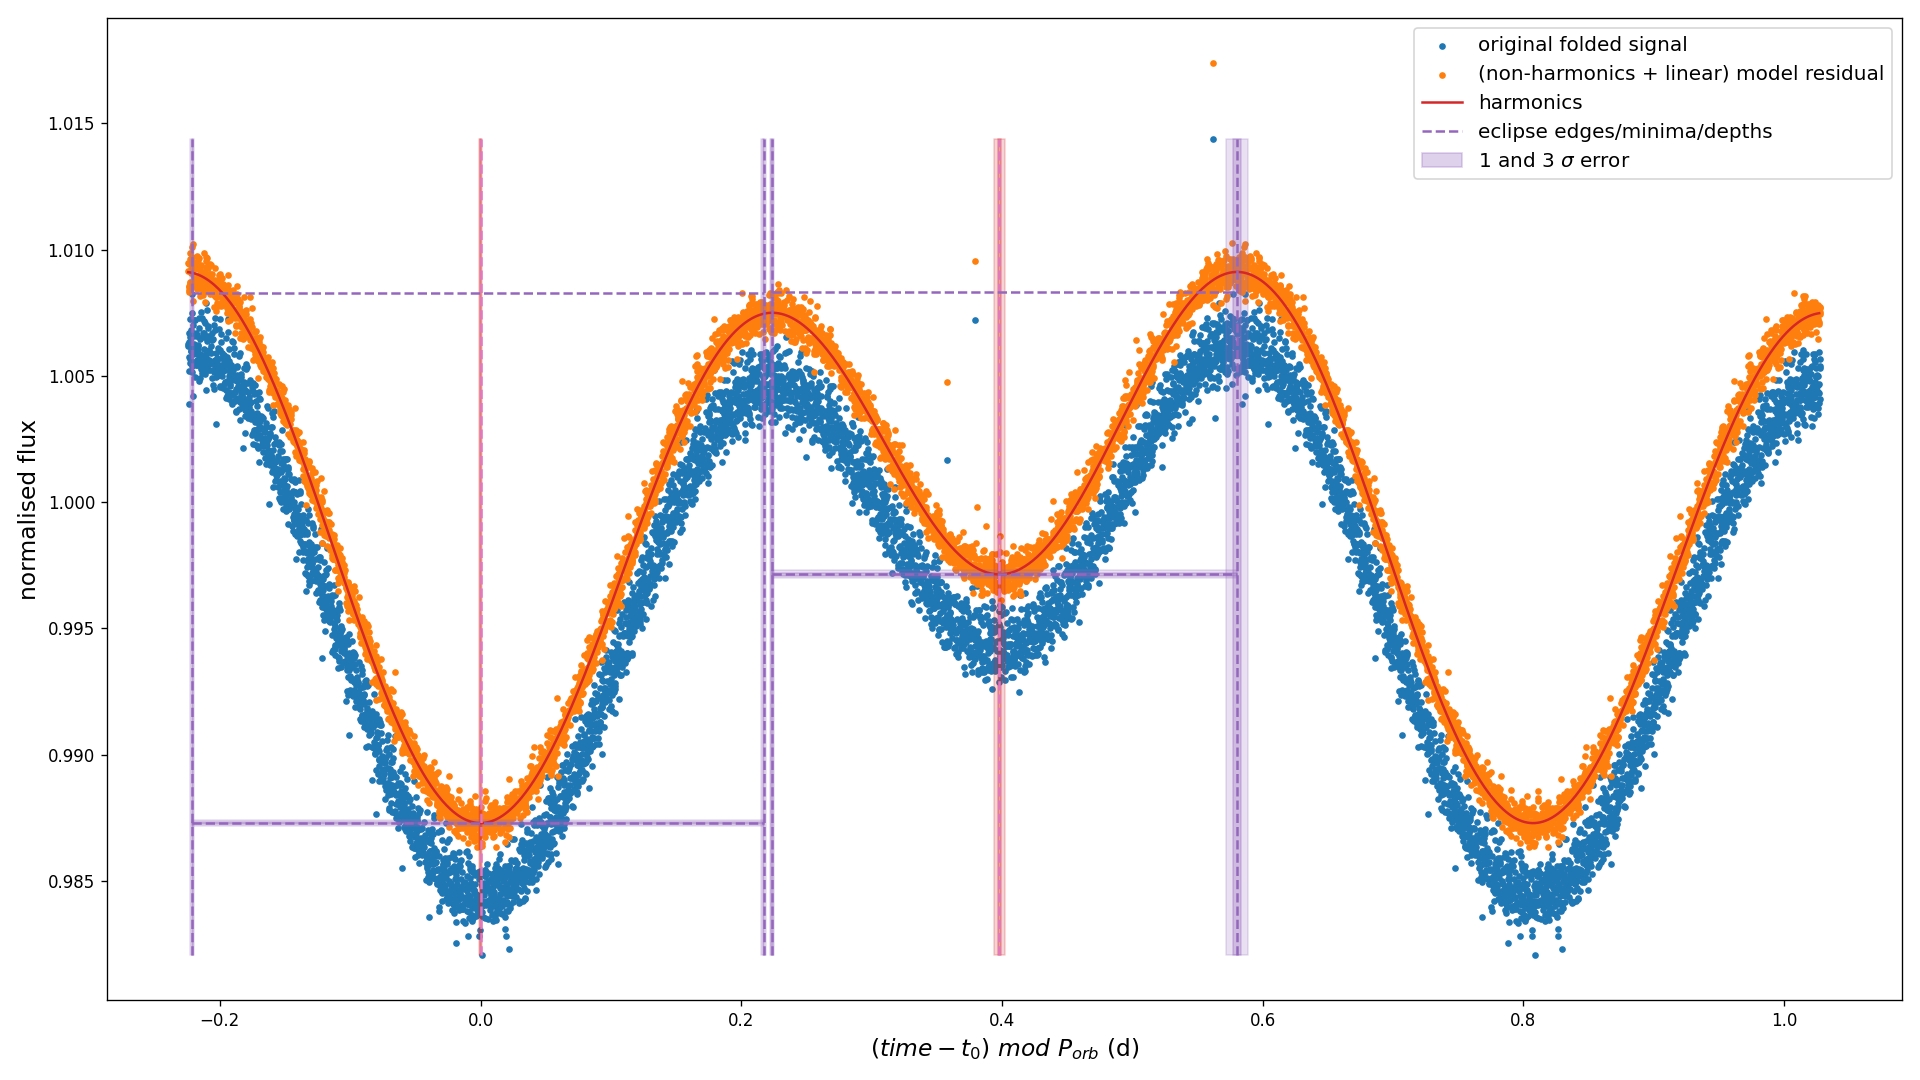 original folded signal
(non-harmonics + linear) model residual
harmonics
eclipse edges/minima/depths
1 and 3 σ error
normalised flux
1.015
1.010
1.005
1.000
0.995
0.990
0.985
−0.2
0.0
0.2
0.4
0.6
0.8
1.0
(time − t₀) mod Pₒᵣb (d)